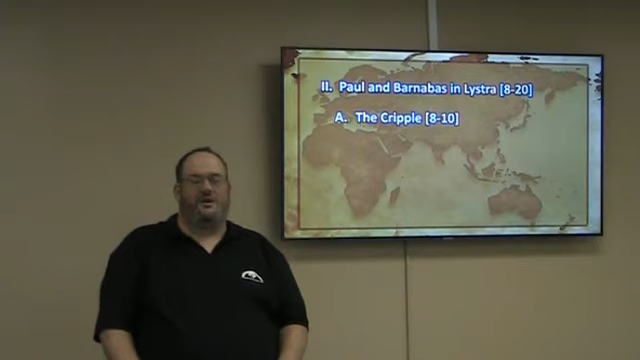 II. Paul and Barnabas in Lystra [8-20]
A. The Cripple [8-10]